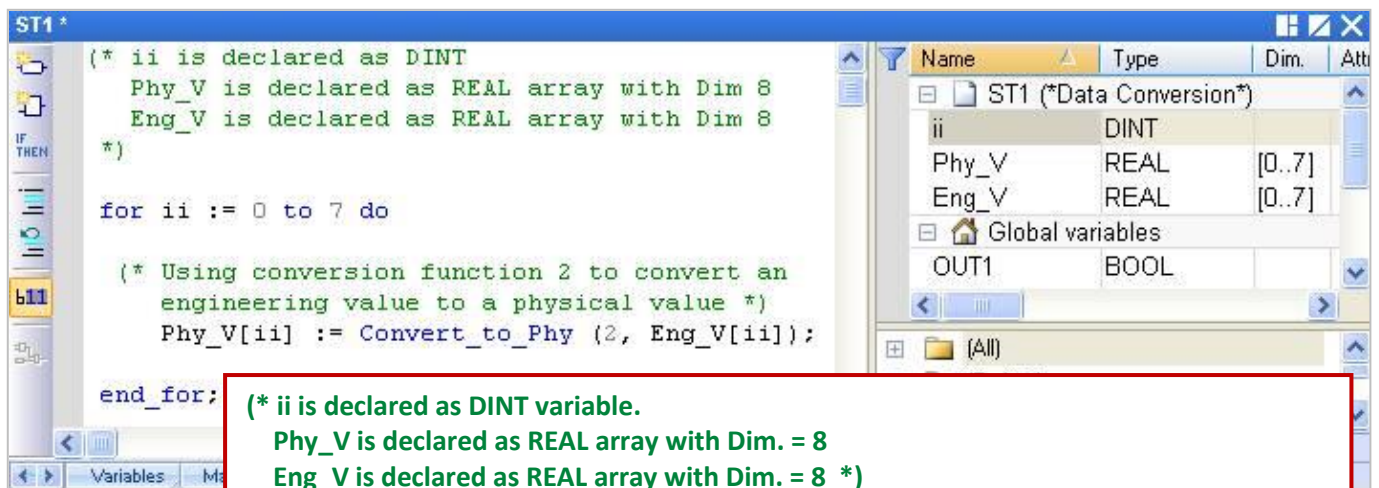 ST1 *
(* ii is declared as DINT
Phy_V is declared as REAL array with Dim 8
Eng_V is declared as REAL array with Dim 8
*)
for ii := 0 to 7 do
(* Using conversion function 2 to convert an
engineering value to a physical value *)
Phy_V[ii] := Convert_to_Phy (2, Eng_V[ii]);
end_for;
IF
THEN
b11
Name Type Dim.
ST1 (*Data Conversion*)
ii DINT
Phy_V REAL [0..7]
Eng_V REAL [0..7]
Global variables
OUT1 BOOL
(All)
Variables
(* ii is declared as DINT variable.
Phy_V is declared as REAL array with Dim. = 8
Eng_V is declared as REAL array with Dim. = 8 *)